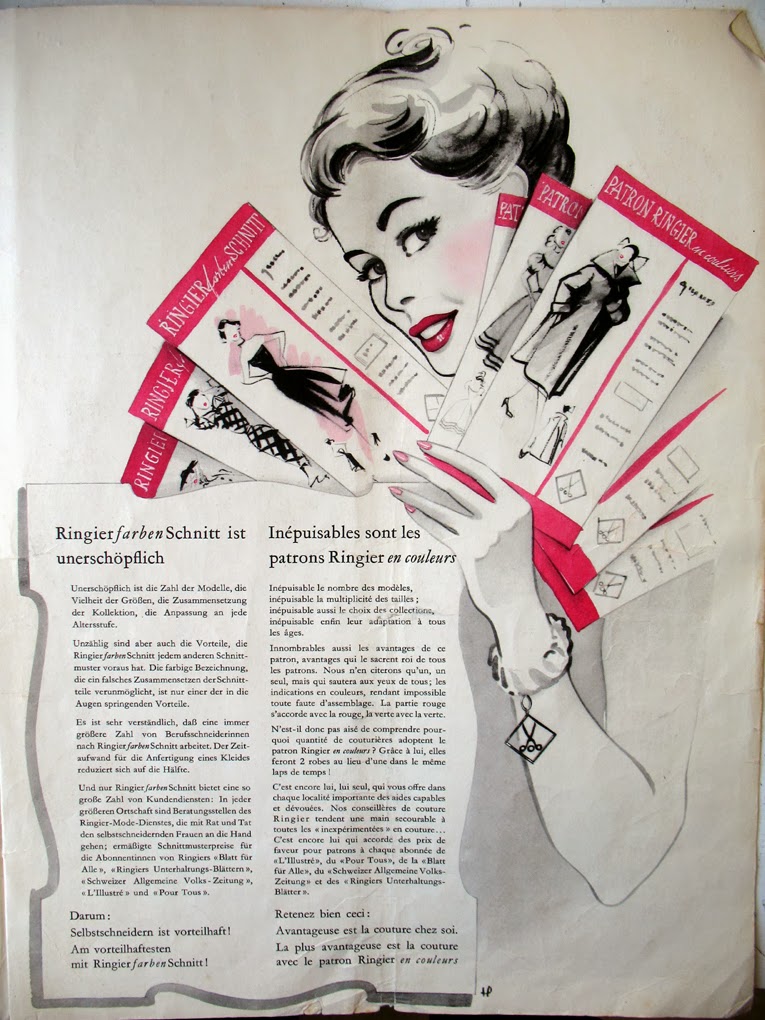 RINGIER farben SCHNITT
RINGIER
RINGIER
PAT
PATRON
PATRON RINGIER en couleurs
Ringier farben Schnitt ist
unerschöpflich
Unerschöpflich ist die Zahl der Modelle, die
Vielheit der Größen, die Zusammensetzung
der Kollektion, die Anpassung an jede
Altersstufe.
Unzählig sind aber auch die Vorteile, die
Ringier farben Schnitt jedem anderen Schnitt-
muster voraus hat. Die farbige Bezeichnung,
die ein falsches Zusammensetzen der Schnitt-
teile verunmöglicht, ist nur einer der in die
Augen springenden Vorteile.
Es ist sehr verständlich, daß eine immer
größere Zahl von Berufsschneiderinnen
nach Ringier farben Schnitt arbeitet. Der Zeit-
aufwand für die Anfertigung eines Kleides
reduziert sich auf die Hälfte.
Und nur Ringier farben Schnitt bietet eine so
große Zahl von Kundendiensten: In jeder
größeren Ortschaft sind Beratungsstellen des
Ringier-Mode-Dienstes, die mit Rat und Tat
den selbstschneidernden Frauen an die Hand
gehen; ermäßigte Schnittmusterpreise für
die Abonnentinnen von Ringiers «Blatt für
Alle», «Ringiers Unterhaltungs-Blättern»,
«Schweizer Allgemeine Volks-Zeitung»,
«L'Illustré» und «Pour Tous».
Darum:
Selbstschneidern ist vorteilhaft!
Am vorteilhaftesten
mit Ringier farben Schnitt!
Inépuisables sont les
patrons Ringier en couleurs
Inépuisable le nombre des modèles,
inépuisable la multiplicité des tailles;
inépuisable aussi le choix des collections,
inépuisable enfin leur adaptation à tous
les âges.
Innombrables aussi les avantages de ce
patron, avantages qui le sacrent roi de tous
les patrons. Nous n'en citerons qu'un, un
seul, mais qui sautera aux yeux de tous; les
indications en couleurs, rendant impossible
toute faute d'assemblage. La partie rouge
s'accorde avec la rouge, la verte avec la verte.
N'est-il donc pas aisé de comprendre pour-
quoi quantité de couturières adoptent le
patron Ringier en couleurs? Grâce à lui, elles
feront 2 robes au lieu d'une dans le même
laps de temps!
C'est encore lui, lui seul, qui vous offre dans
chaque localité importante des aides capables
et dévouées. Nos conseillères de couture
Ringier tendent une main secourable à
toutes les «inexpérimentées» en couture...
C'est encore lui qui accorde des prix de
faveur pour patrons à chaque abonnée de
«L'Illustré», du «Pour Tous», de la «Blatt
für Alle», du «Schweizer Allgemeine Volks-
Zeitung» et des «Ringiers Unterhaltungs-
Blätter».
Retenez bien ceci:
Avantageuse est la couture chez soi.
La plus avantageuse est la couture
avec le patron Ringier en couleurs